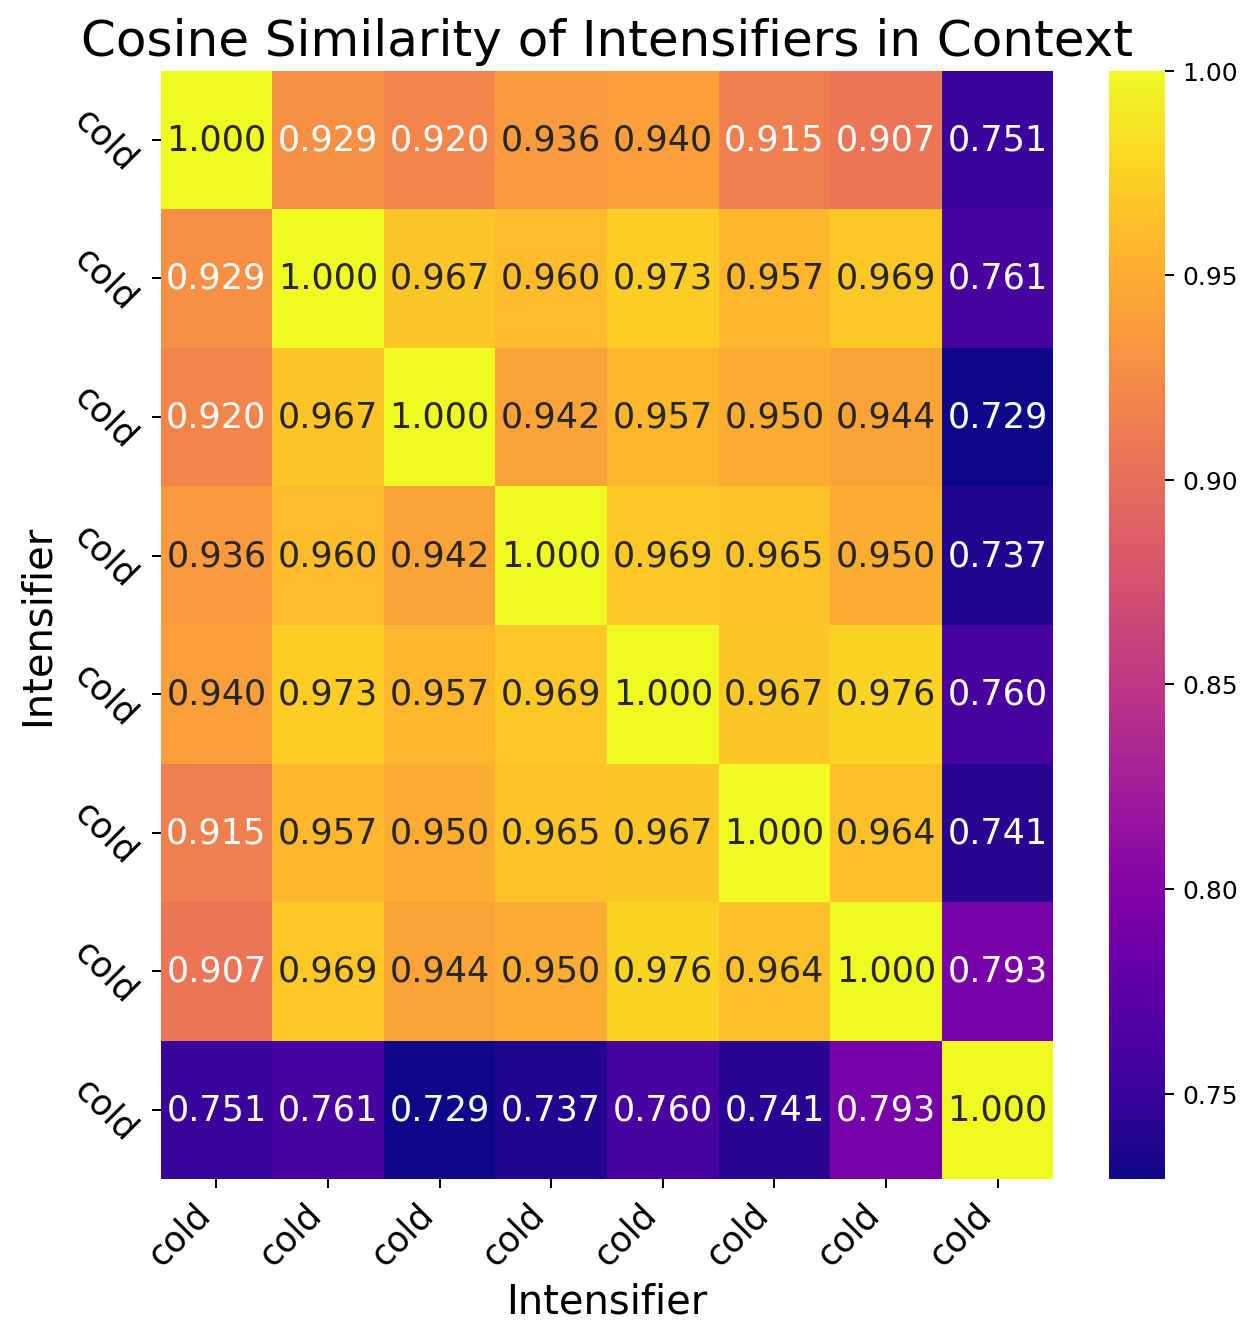 Cosine Similarity of Intensifiers in Context
cold 1.000 0.929 0.920 0.936 0.940 0.915 0.907 0.751
cold 0.929 1.000 0.967 0.960 0.973 0.957 0.969 0.761
cold 0.920 0.967 1.000 0.942 0.957 0.950 0.944 0.729
cold 0.936 0.960 0.942 1.000 0.969 0.965 0.950 0.737
cold 0.940 0.973 0.957 0.969 1.000 0.967 0.976 0.760
cold 0.915 0.957 0.950 0.965 0.967 1.000 0.964 0.741
cold 0.907 0.969 0.944 0.950 0.976 0.964 1.000 0.793
cold 0.751 0.761 0.729 0.737 0.760 0.741 0.793 1.000
cold cold cold cold cold cold cold cold
Intensifier
Intensifier
1.00
0.95
0.90
0.85
0.80
0.75